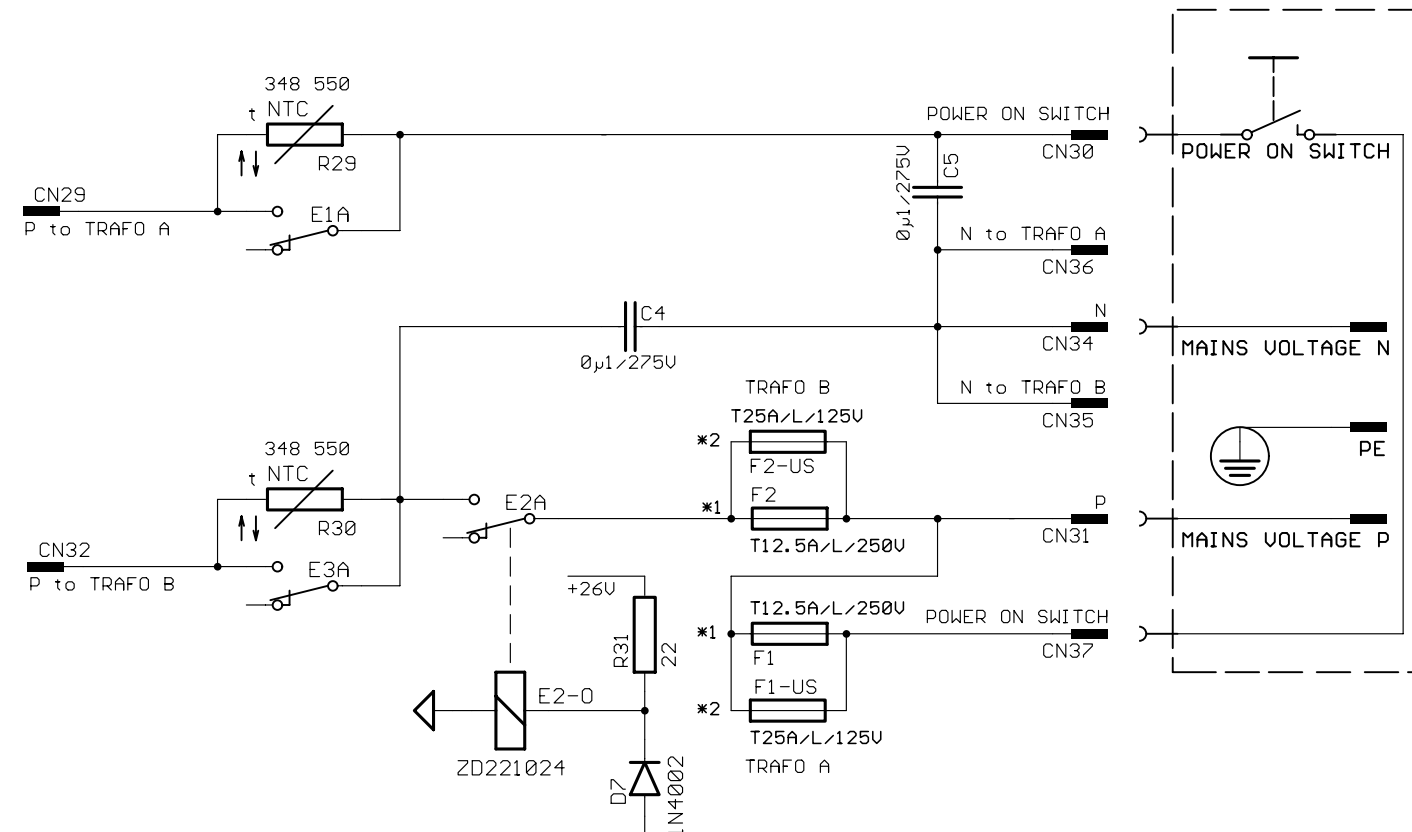 348 550
t NTC
R29
CN29
P to TRAFO A
E1A
POWER ON SWITCH
CN30
POWER ON SWITCH
0µ1/275V
C5
N to TRAFO A
CN36
C4
0µ1/275V
N
CN34
MAINS VOLTAGE N
N to TRAFO B
CN35
TRAFO B
T25A/L/125V
*2
F2-US
PE
348 550
t NTC
R30
E2A
*1
F2
T12.5A/L/250V
P
CN31
MAINS VOLTAGE P
CN32
P to TRAFO B
E3A
+26V
R31
22
T12.5A/L/250V
*1
F1
POWER ON SWITCH
CN37
F1-US
*2
T25A/L/125V
TRAFO A
E2-O
ZD221024
D7
1N4002